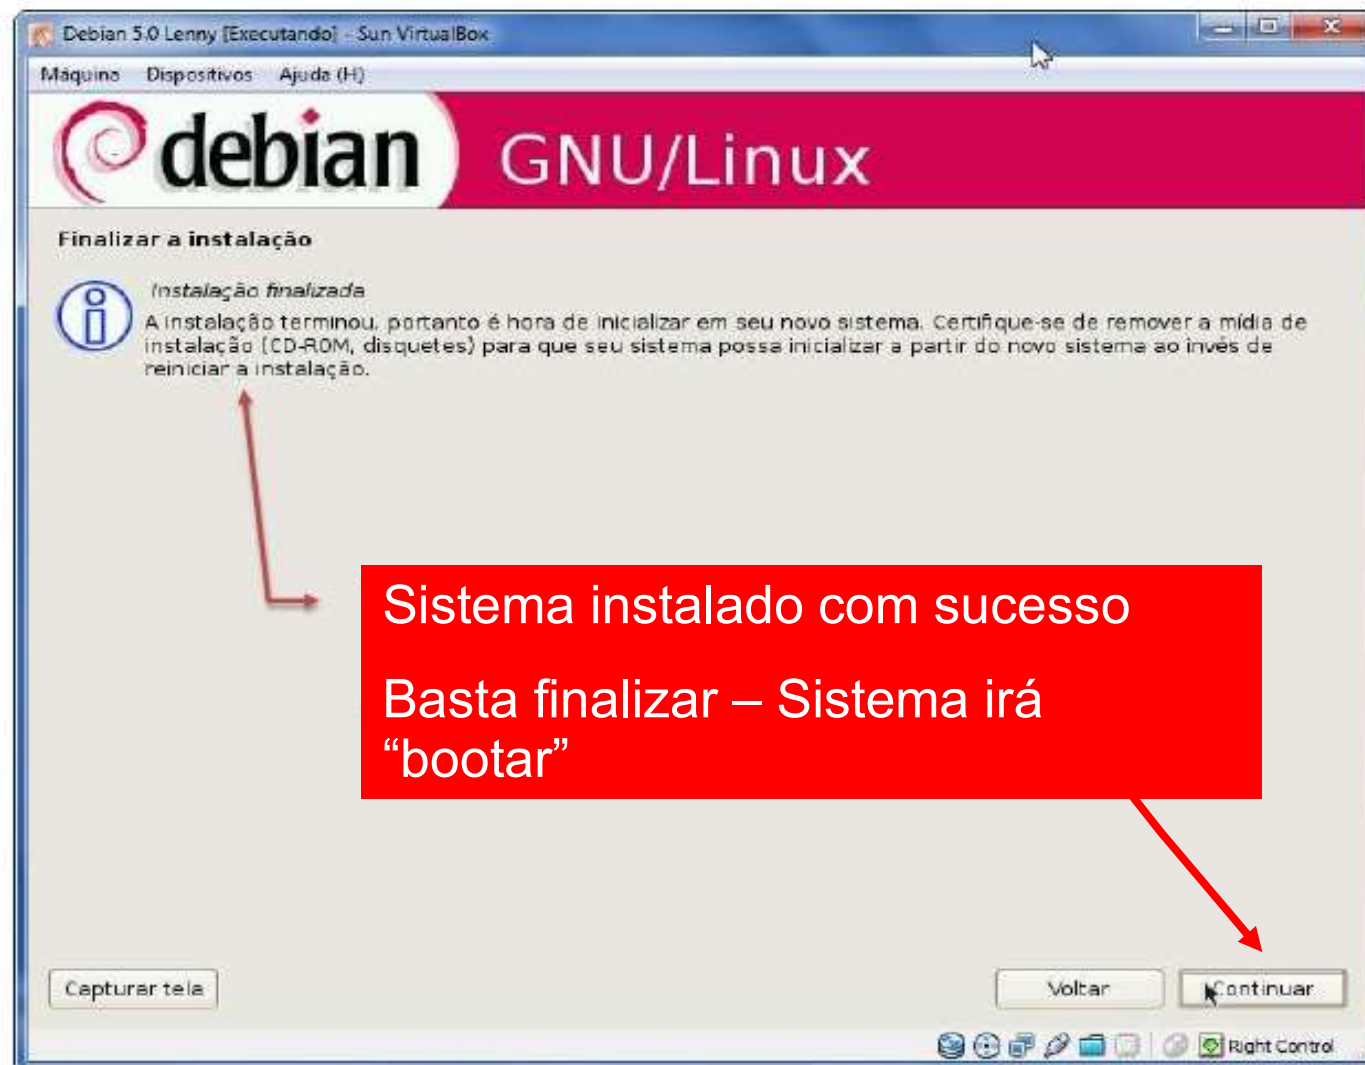 Debian 5.0 Lenny [Executando] - Sun VirtualBox
Máquina Dispositivos Ajuda (H)
debian GNU/Linux
Finalizar a instalação
Instalação finalizada
A instalação terminou, portanto é hora de inicializar em seu novo sistema. Certifique-se de remover a mídia de
instalação (CD-ROM, disquetes) para que seu sistema possa inicializar a partir do novo sistema ao invés de
reiniciar a instalação.
Sistema instalado com sucesso
Basta finalizar – Sistema irá
“bootar”
Capturar tela Voltar Continuar
Right Control